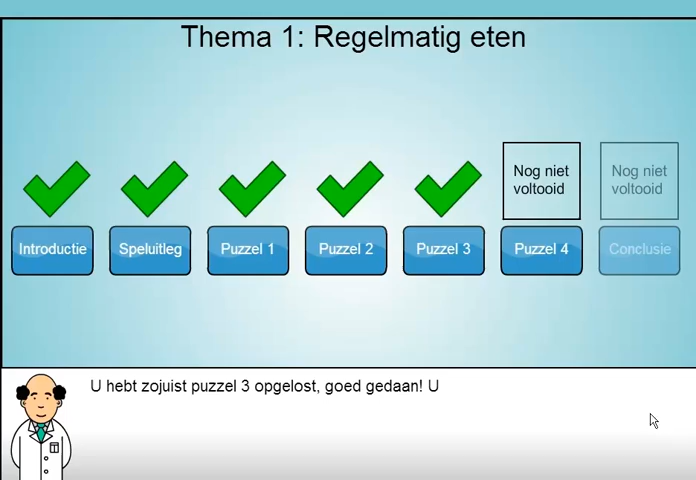 Thema 1: Regelmatig eten
Nog niet
voltooid
Nog niet
voltooid
Introductie
Speluitleg
Puzzel 1
Puzzel 2
Puzzel 3
Puzzel 4
Conclusie
U hebt zojuist puzzel 3 opgelost, goed gedaan! U